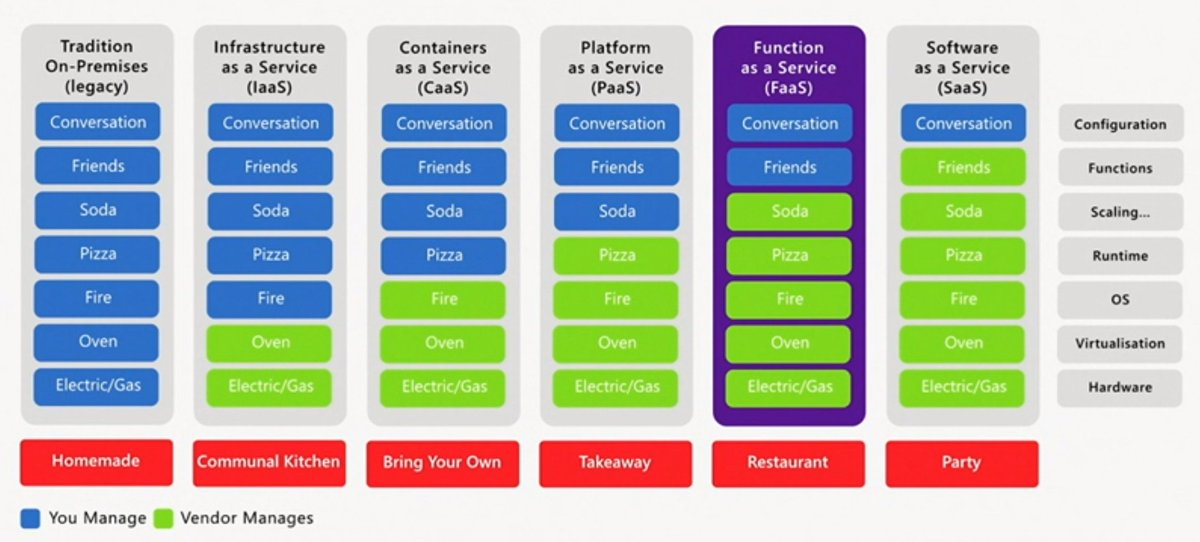 Tradition
On-Premises
(legacy)
Infrastructure
as a Service
(IaaS)
Containers
as a Service
(CaaS)
Platform
as a Service
(PaaS)
Function
as a Service
(FaaS)
Software
as a Service
(SaaS)
Conversation Conversation Conversation Conversation Conversation Conversation Configuration
Friends Friends Friends Friends Friends Friends Functions
Soda Soda Soda Soda Soda Soda Scaling...
Pizza Pizza Pizza Pizza Pizza Pizza Runtime
Fire Fire Fire Fire Fire Fire OS
Oven Oven Oven Oven Oven Oven Virtualisation
Electric/Gas Electric/Gas Electric/Gas Electric/Gas Electric/Gas Electric/Gas Hardware
Homemade Communal Kitchen Bring Your Own Takeaway Restaurant Party
You Manage Vendor Manages